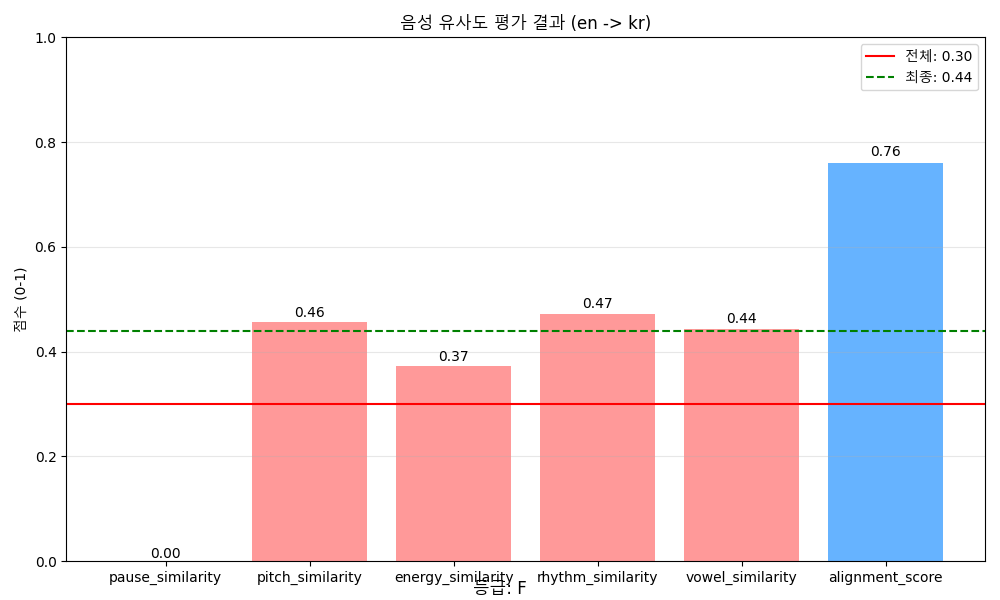 음성 유사도 평가 결과 (en -> kr)
전체: 0.30
최종: 0.44
점수 (0-1)
1.0
0.8
0.6
0.4
0.2
0.0
0.00
0.46
0.37
0.47
0.44
0.76
pause_similarity
pitch_similarity
energy_similarity
rhythm_similarity
vowel_similarity
alignment_score
등급: F